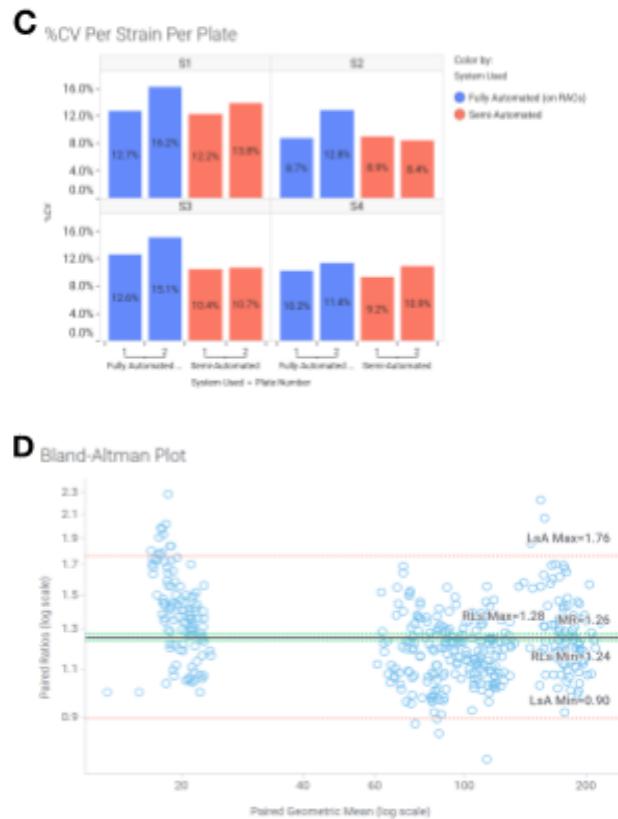 C %CV Per Strain Per Plate
S1 S2
Color by:
System Used
Fully Automated (on RACs)
Semi-Automated
16.0%
12.0%
8.0%
4.0%
0.0%
12.7% 16.2% 12.2% 13.8%
8.7% 12.8% 8.9% 8.4%
%CV
S3 S4
16.0%
12.0%
8.0%
4.0%
0.0%
12.6% 15.1% 10.4% 10.7%
10.2% 11.4% 9.2% 10.9%
1 2 1 2 1 2 1 2
Fully Automated ... Semi-Automated Fully Automated ... Semi-Automated
System Used - Plate Number
D Bland-Altman Plot
Paired Ratios (log scale)
2.3
2.1
1.9
1.7
1.5
1.3
1.1
0.9
LsA Max=1.76
RLs Max=1.28 MR=1.26
RLs Min=1.24
LsA Min=0.90
20 40 60 100 200
Paired Geometric Mean (log scale)